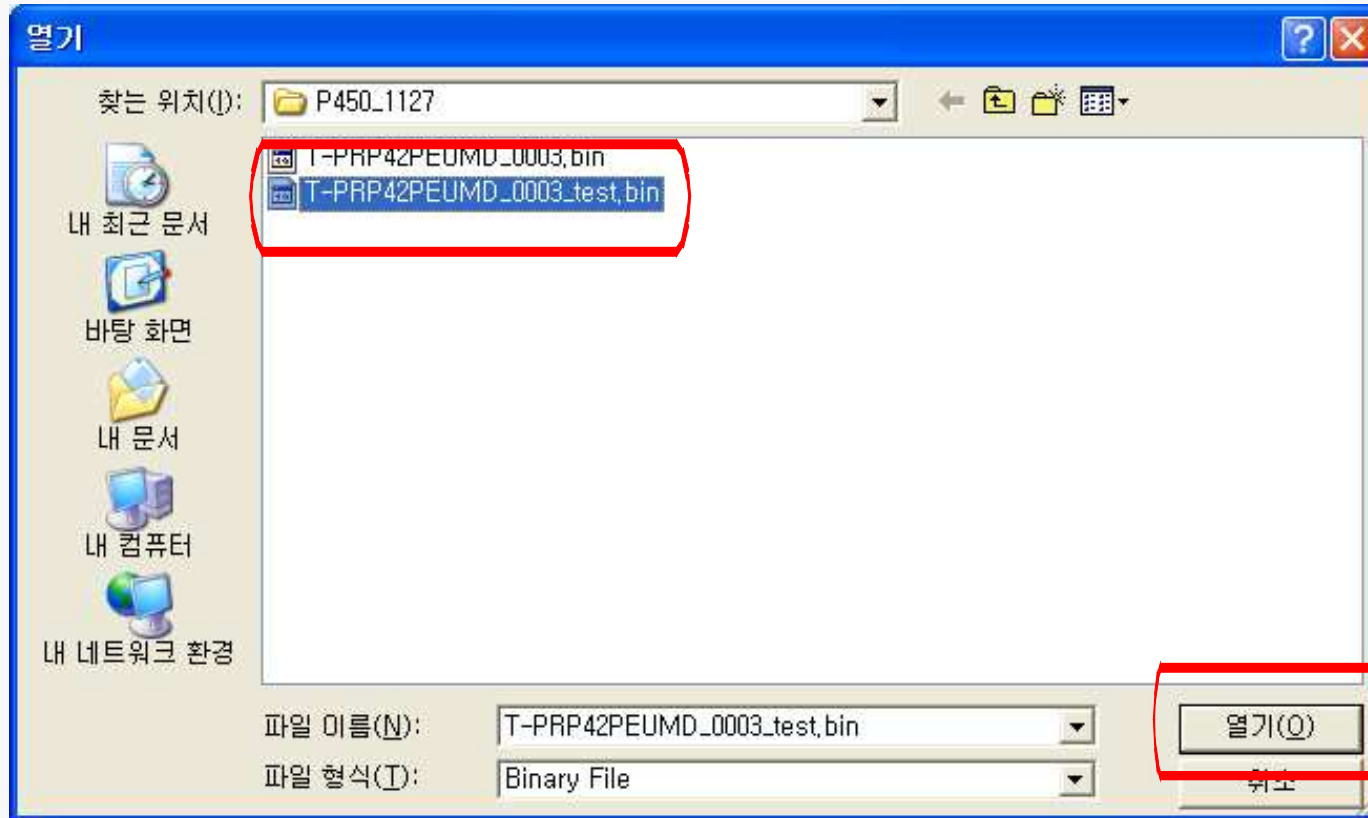 열기
찾는 위치(I): P450_1127
T-PRP42PEUMD_0003.bin
T-PRP42PEUMD_0003_test.bin
내 최근 문서
바탕 화면
내 문서
내 컴퓨터
내 네트워크 환경
파일 이름(N): T-PRP42PEUMD_0003_test.bin 열기(O)
파일 형식(T): Binary File 취소